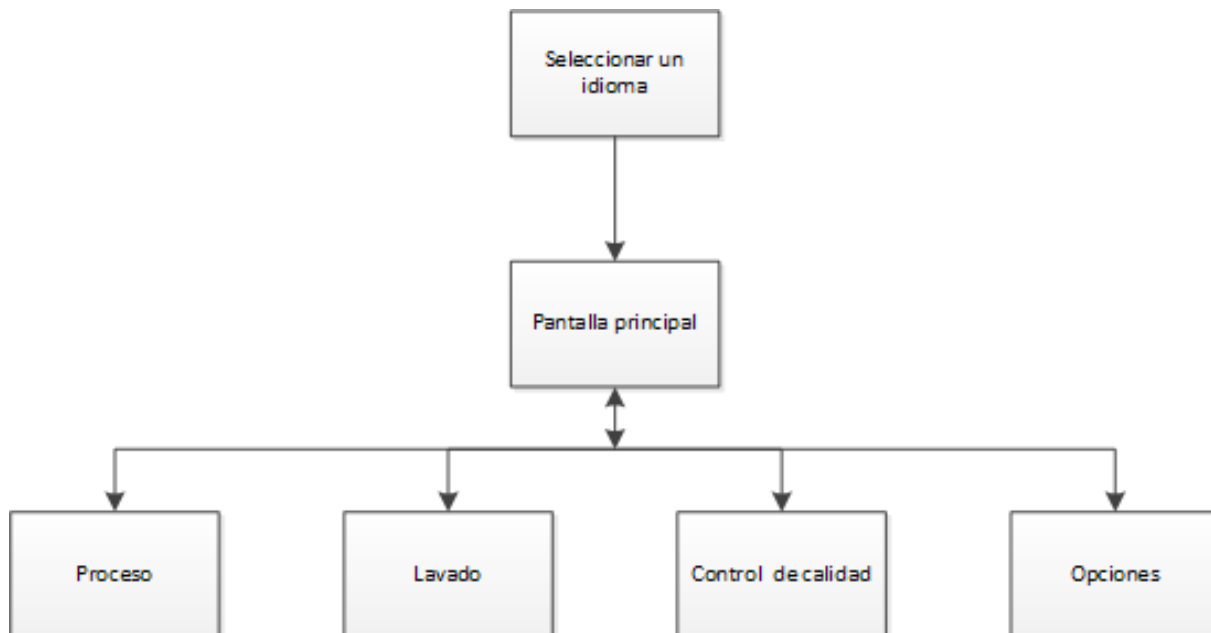 Seleccionar un
idioma
Pantalla principal
Proceso
Lavado
Control de calidad
Opciones